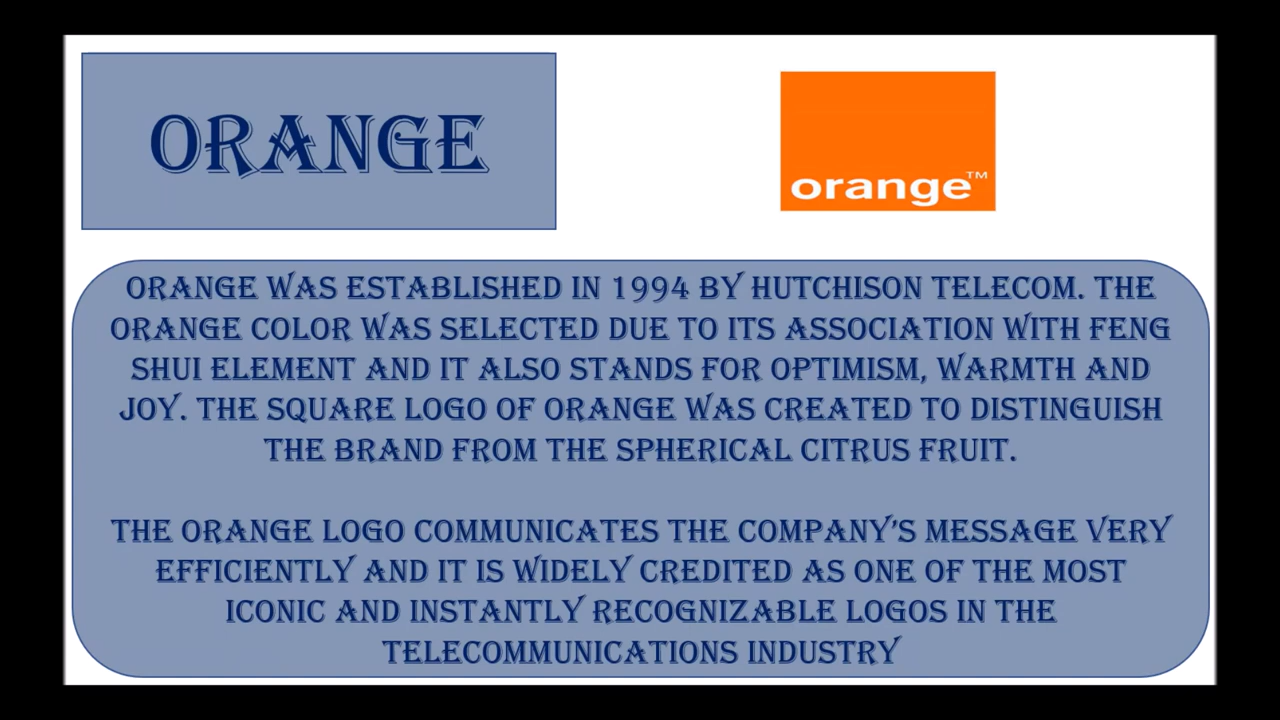 ORANGE
orange™
ORANGE WAS ESTABLISHED IN 1994 BY HUTCHISON TELECOM. THE
ORANGE COLOR WAS SELECTED DUE TO ITS ASSOCIATION WITH FENG
SHUI ELEMENT AND IT ALSO STANDS FOR OPTIMISM, WARMTH AND
JOY. THE SQUARE LOGO OF ORANGE WAS CREATED TO DISTINGUISH
THE BRAND FROM THE SPHERICAL CITRUS FRUIT.
THE ORANGE LOGO COMMUNICATES THE COMPANY'S MESSAGE VERY
EFFICIENTLY AND IT IS WIDELY CREDITED AS ONE OF THE MOST
ICONIC AND INSTANTLY RECOGNIZABLE LOGOS IN THE
TELECOMMUNICATIONS INDUSTRY